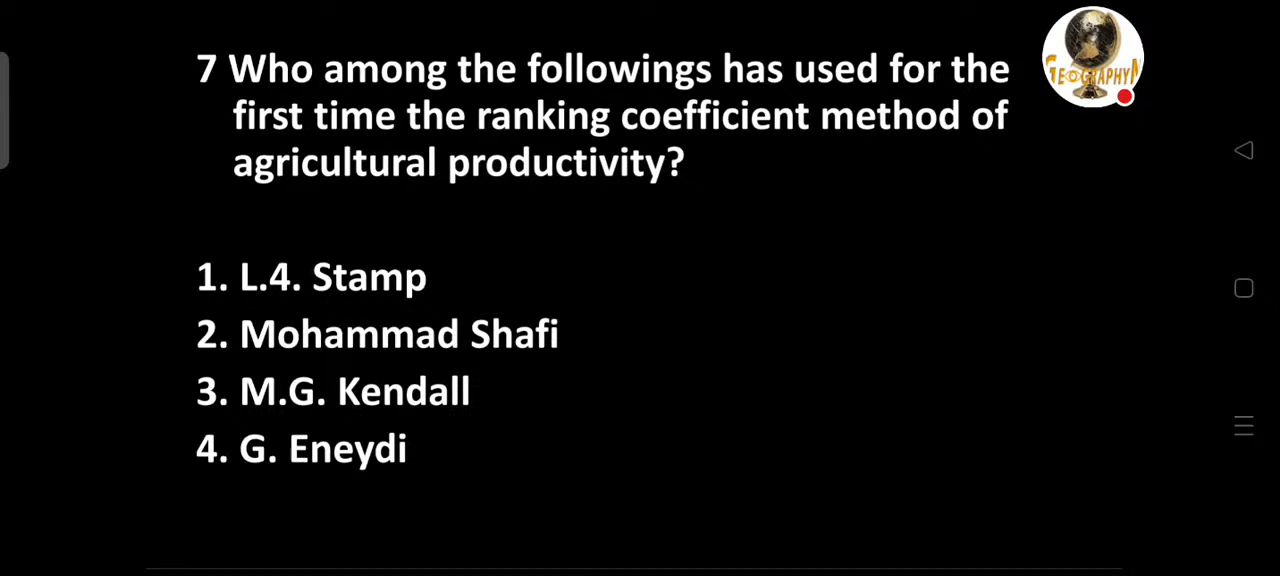 7 Who among the followings has used for the
first time the ranking coefficient method of
agricultural productivity?
1. L.4. Stamp
2. Mohammad Shafi
3. M.G. Kendall
4. G. Eneydi